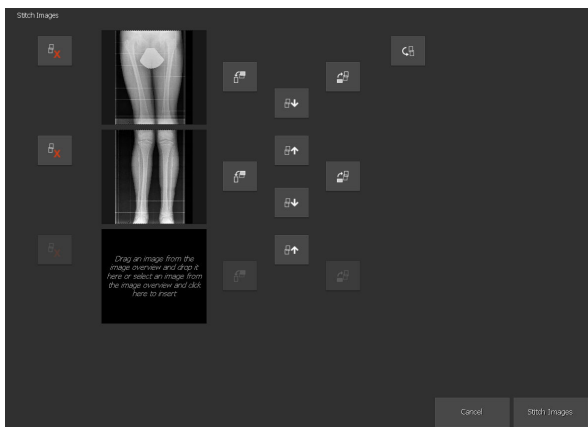 Stitch Images
Drag an image from the
image overview and drop it
here or select an image from
the image overview and click
here to insert
Cancel
Stitch Images